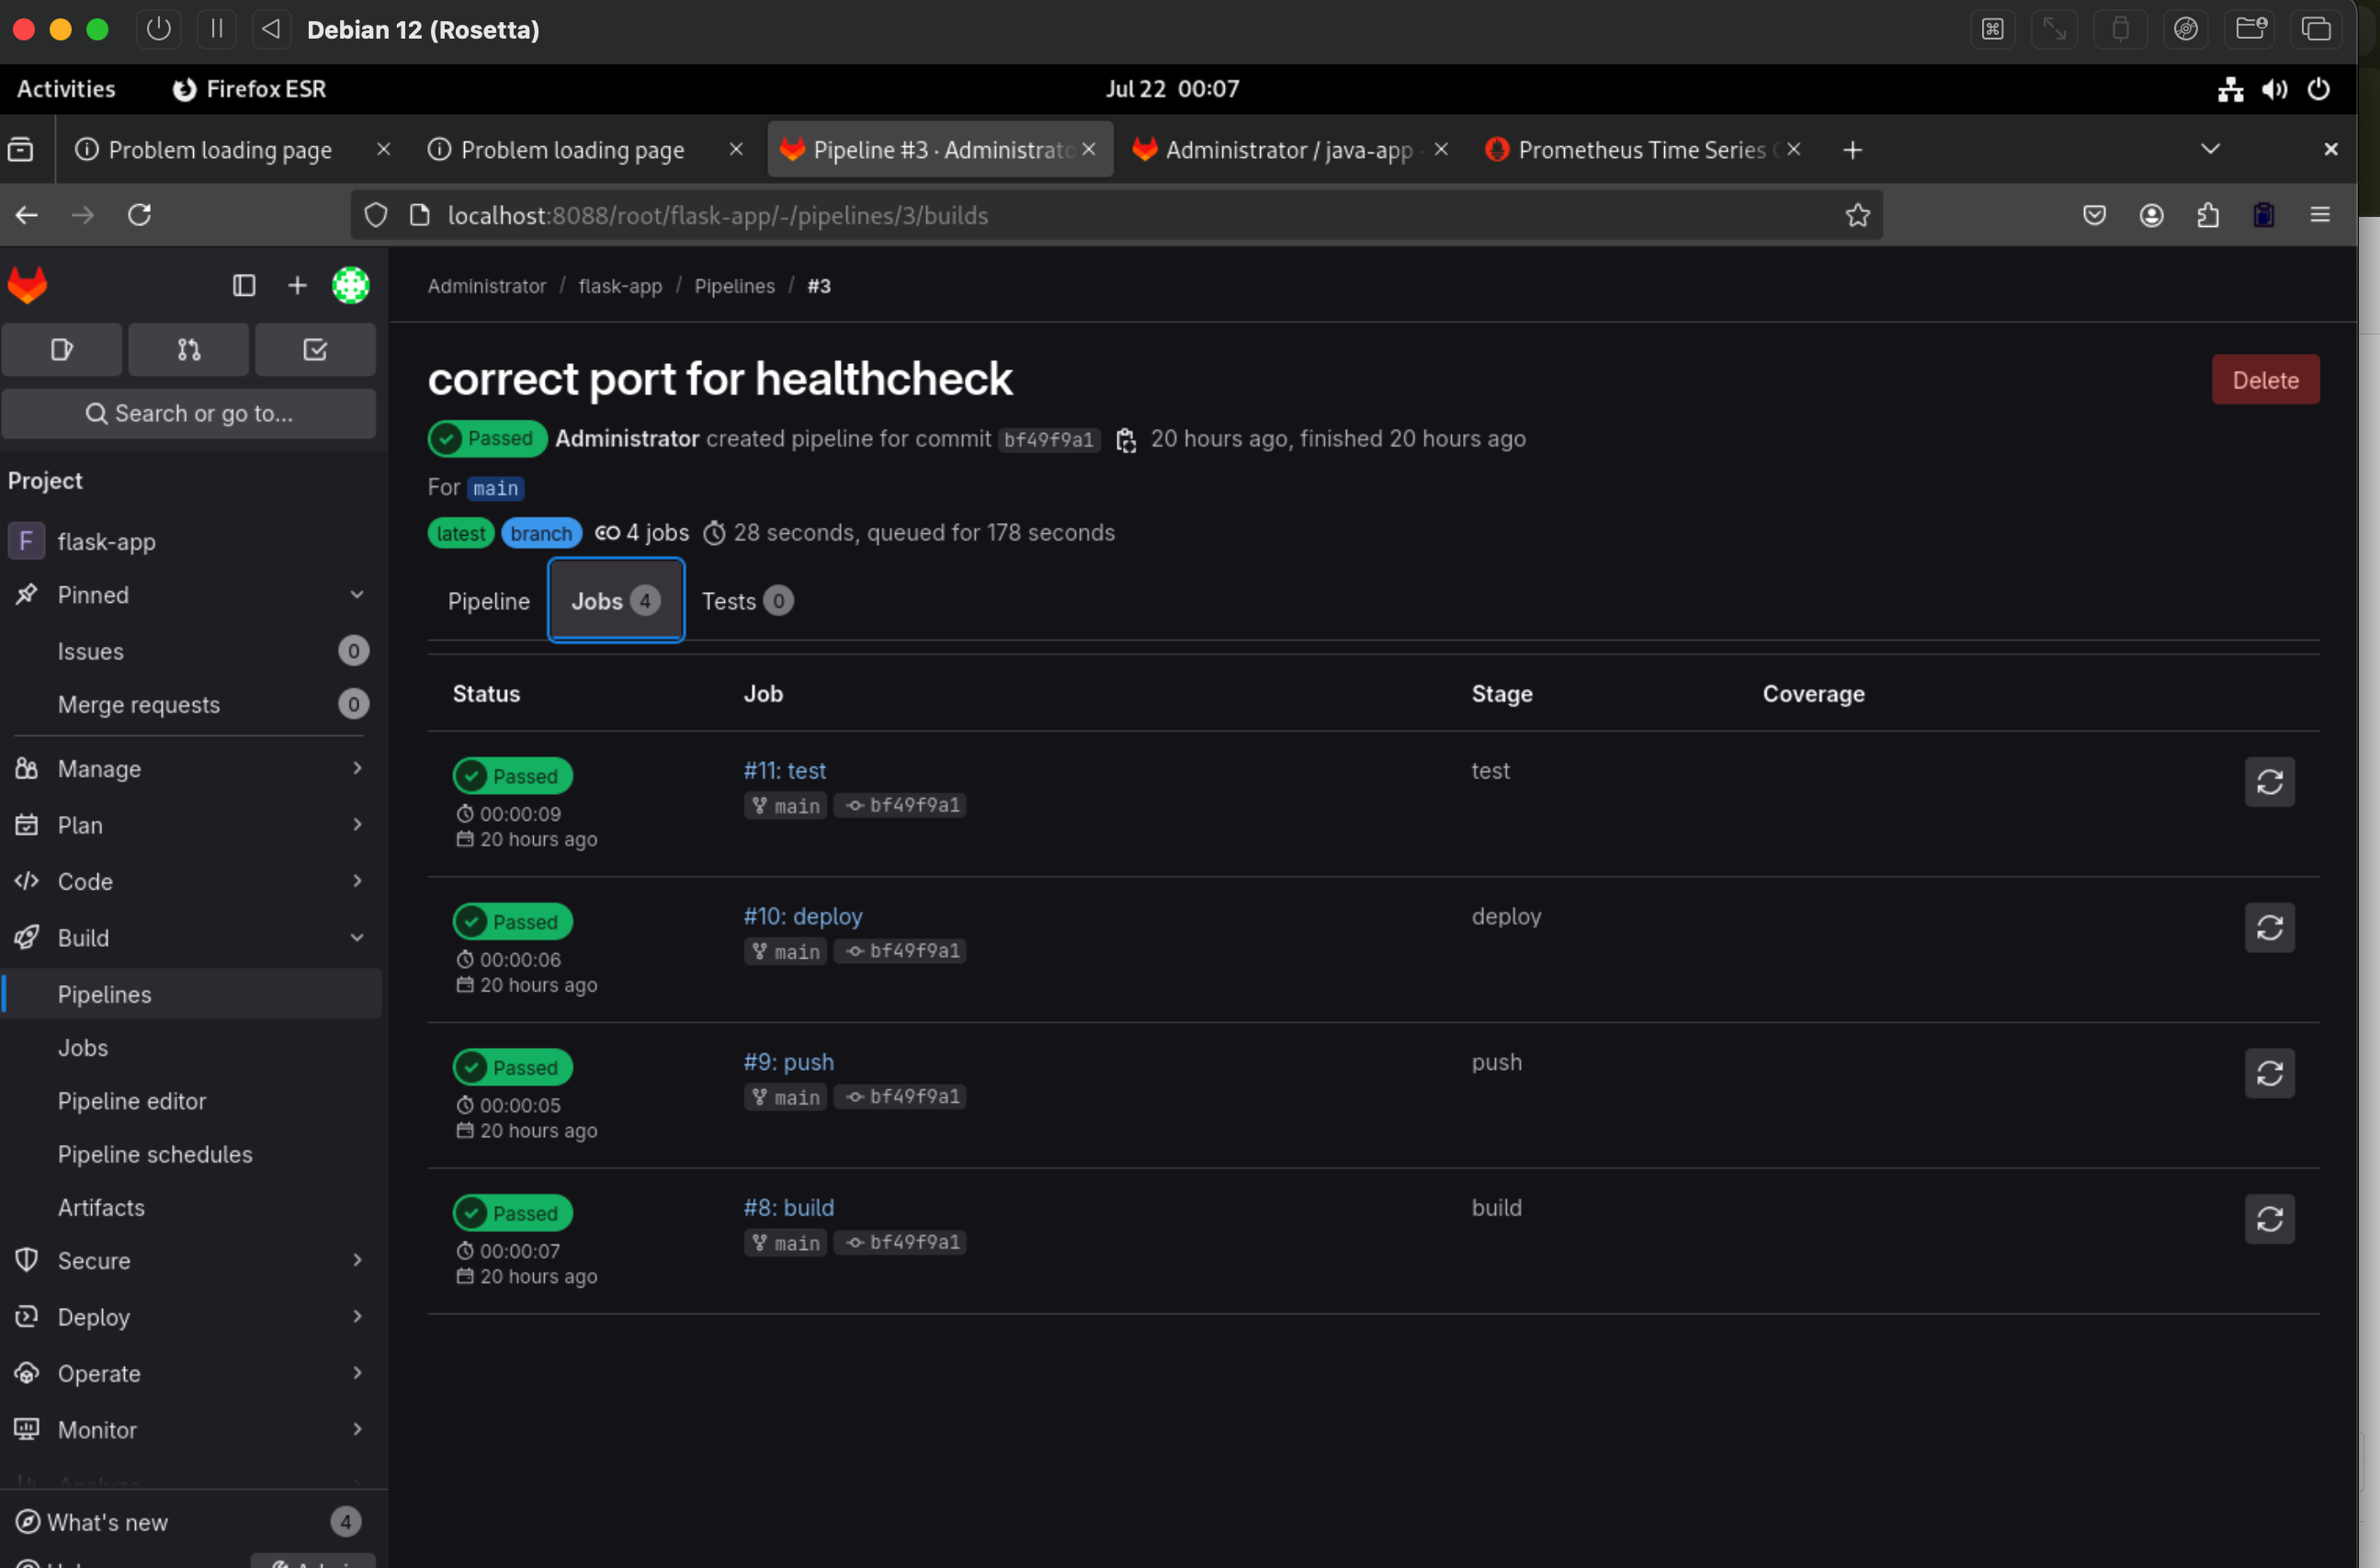 Debian 12 (Rosetta)
Activities Firefox ESR Jul 22 00:07
Problem loading page Problem loading page Pipeline #3 · Administrato Administrator / java-app Prometheus Time Series
localhost:8088/root/flask-app/-/pipelines/3/builds
Administrator / flask-app / Pipelines / #3
Search or go to...
Project
F flask-app
Pinned
Issues 0
Merge requests 0
Manage
Plan
Code
Build
Pipelines
Jobs
Pipeline editor
Pipeline schedules
Artifacts
Secure
Deploy
Operate
Monitor
What's new 4
correct port for healthcheck
Delete
Passed Administrator created pipeline for commit bf49f9a1 20 hours ago, finished 20 hours ago
For main
latest branch 4 jobs 28 seconds, queued for 178 seconds
Pipeline Jobs 4 Tests 0
Status Job Stage Coverage
Passed #11: test test
main bf49f9a1
00:00:09
20 hours ago
Passed #10: deploy deploy
main bf49f9a1
00:00:06
20 hours ago
Passed #9: push push
main bf49f9a1
00:00:05
20 hours ago
Passed #8: build build
main bf49f9a1
00:00:07
20 hours ago